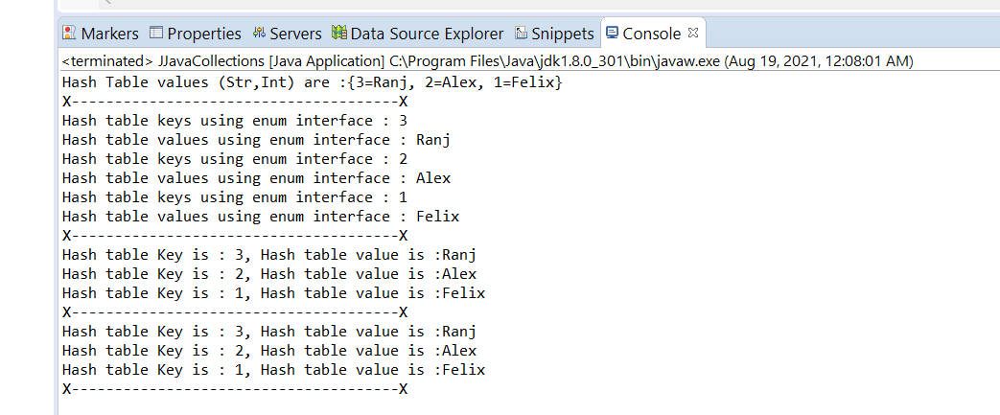 Markers Properties Servers Data Source Explorer Snippets Console
<terminated> JJavaCollections [Java Application] C:\Program Files\Java\jdk1.8.0_301\bin\javaw.exe (Aug 19, 2021, 12:08:01 AM)
Hash Table values (Str,Int) are :{3=Ranj, 2=Alex, 1=Felix}
X--------------------------------------X
Hash table keys using enum interface : 3
Hash table values using enum interface : Ranj
Hash table keys using enum interface : 2
Hash table values using enum interface : Alex
Hash table keys using enum interface : 1
Hash table values using enum interface : Felix
X--------------------------------------X
Hash table Key is : 3, Hash table value is :Ranj
Hash table Key is : 2, Hash table value is :Alex
Hash table Key is : 1, Hash table value is :Felix
X--------------------------------------X
Hash table Key is : 3, Hash table value is :Ranj
Hash table Key is : 2, Hash table value is :Alex
Hash table Key is : 1, Hash table value is :Felix
X--------------------------------------X